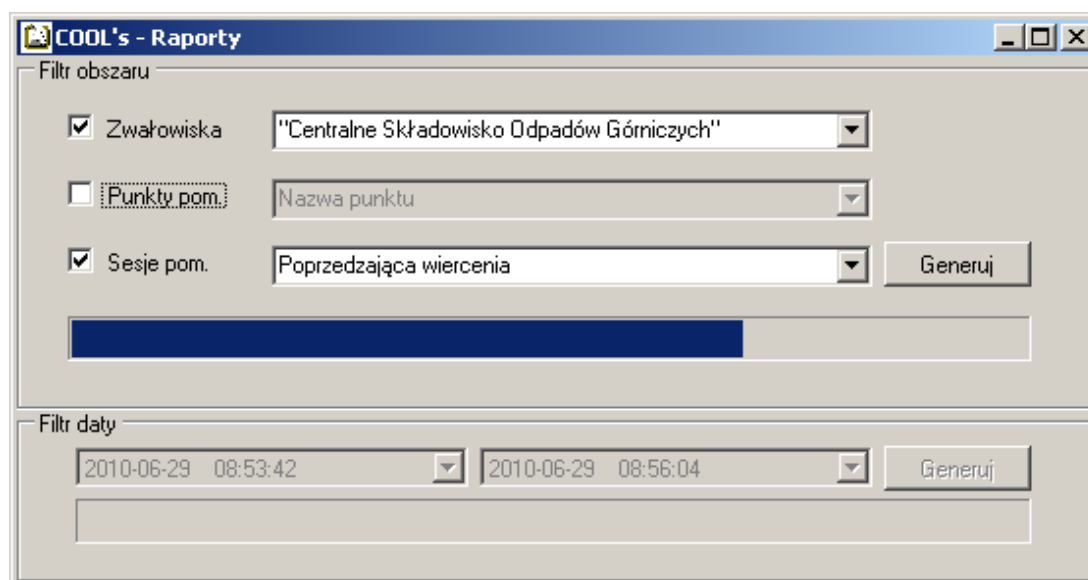 COOL's - Raporty
Filtr obszaru
Zwałowiska "Centralne Składowisko Odpadów Górniczych"
Punkty pom. Nazwa punktu
Sesje pom. Poprzedzająca wiercenia Generuj
Filtr daty
2010-06-29 08:53:42 2010-06-29 08:56:04 Generuj